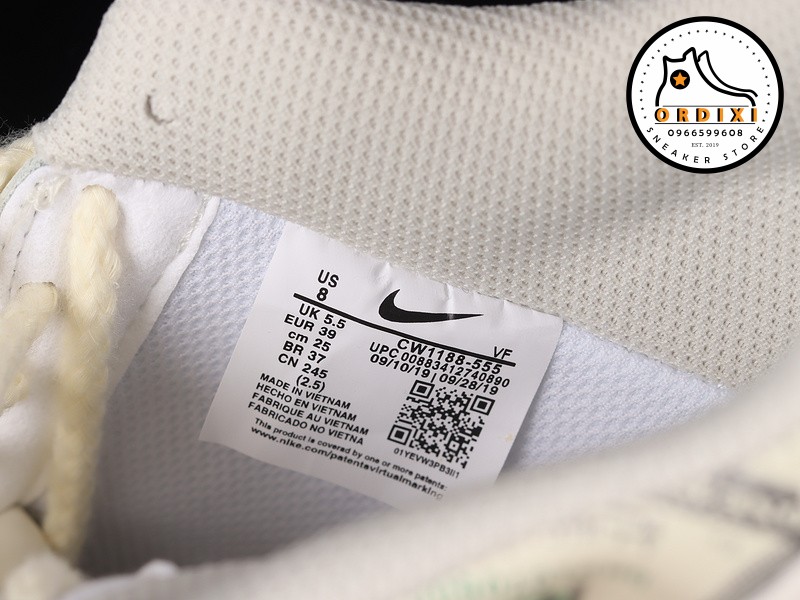 ORDIXI
0966599608
EST. 2019
SNEAKER STORE
US
8
UK 5.5
EUR 39
cm 25
BR 37
CN 245
(2.5)
VF
CW1188-555
UPC 00883412740890
09/10/19 | 09/28/19
MADE IN VIETNAM
HECHO EN VIETNAM
FABRIQUE AU VIETNAM
FABRICADO NO VIETNA
This product is covered by one or more patents:
www.nike.com/patentavirtualmarking